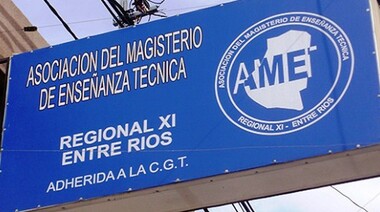 ASOCIACION DEL MAGISTERIO
DE ENSEÑANZA TECNICA
REGIONAL XI
ENTRE RIOS
ADHERIDA A LA C.G.T.
ASOCIACION DEL MAGISTERIO DE ENSEÑANZA TECNICA
AMET
REGIONAL XI - ENTRE RIOS